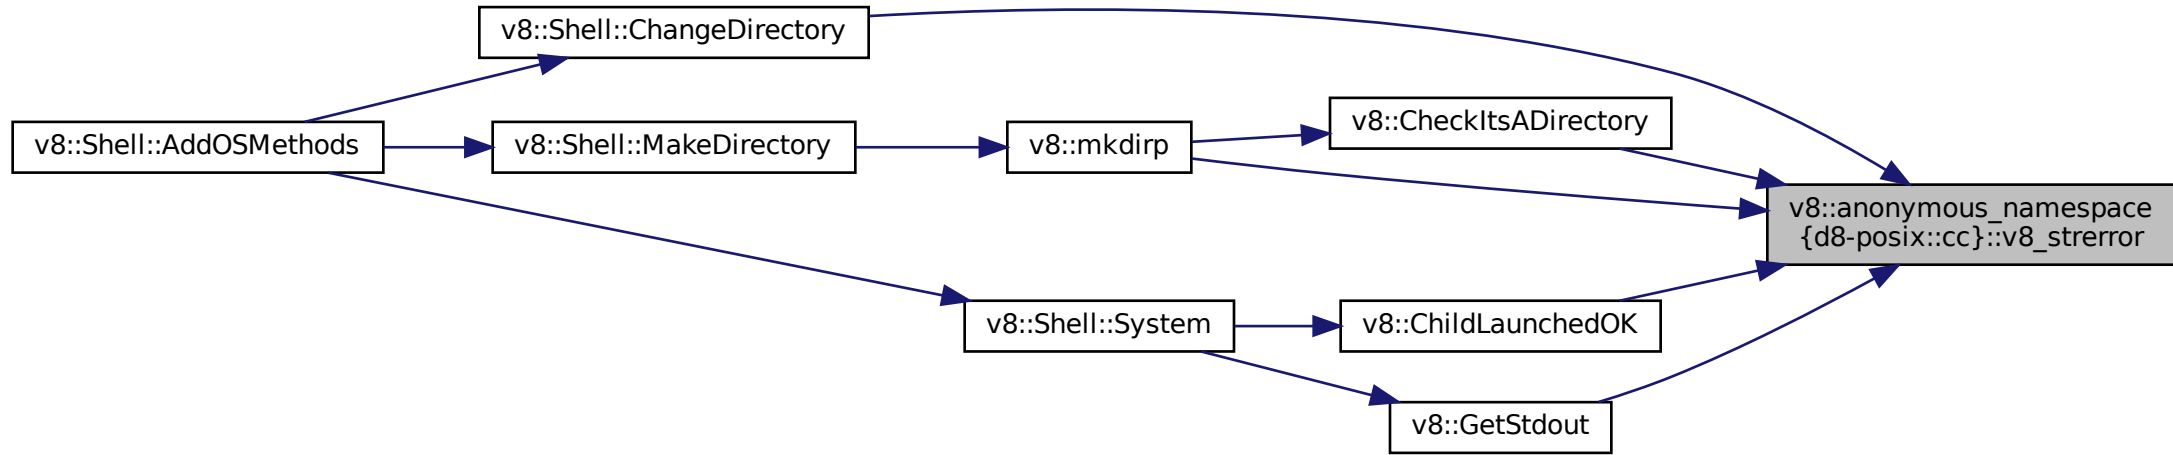 v8::Shell::ChangeDirectory
v8::CheckItsADirectory
v8::Shell::AddOSMethods
v8::Shell::MakeDirectory
v8::mkdirp
v8::anonymous_namespace
{d8-posix::cc}::v8_strerror
v8::Shell::System
v8::ChildLaunchedOK
v8::GetStdout